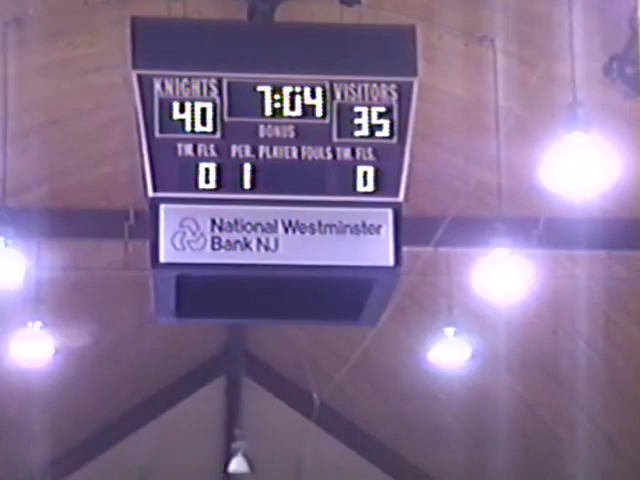 KNIGHTS 7:04 VISITORS
40 35
BONUS
TM. FLS. PER. PLAYER FOULS TM. FLS.
0 1 0
National Westminster
Bank NJ